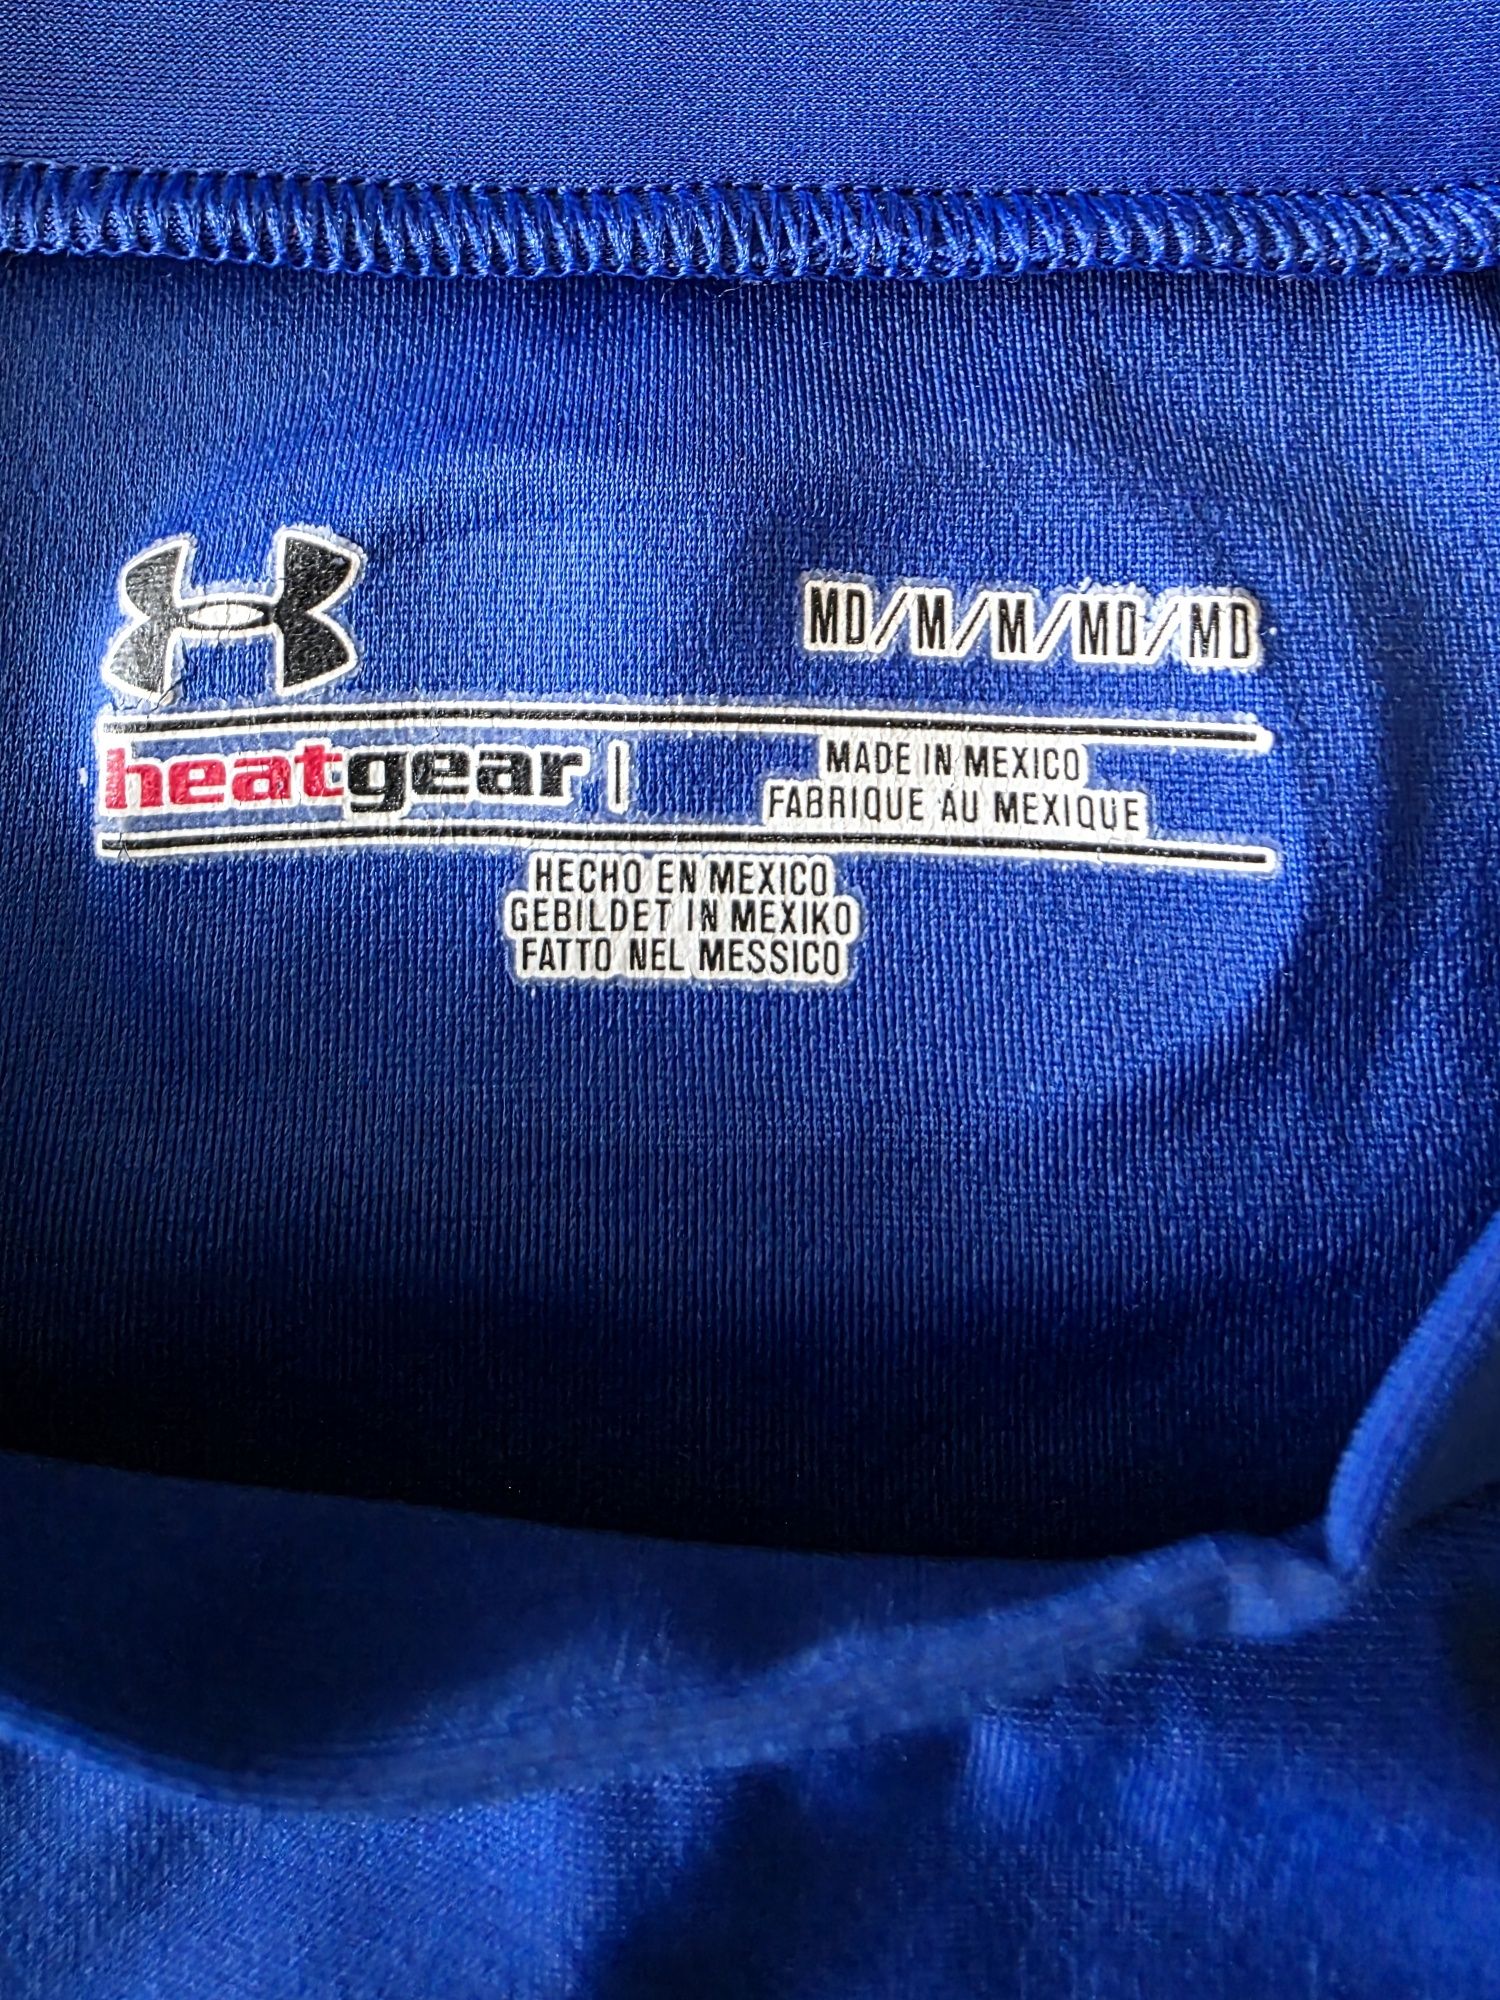 MD/M/M/MD/MD
heatgear |
MADE IN MEXICO
FABRIQUE AU MEXIQUE
HECHO EN MEXICO
GEBILDET IN MEXIKO
FATTO NEL MESSICO